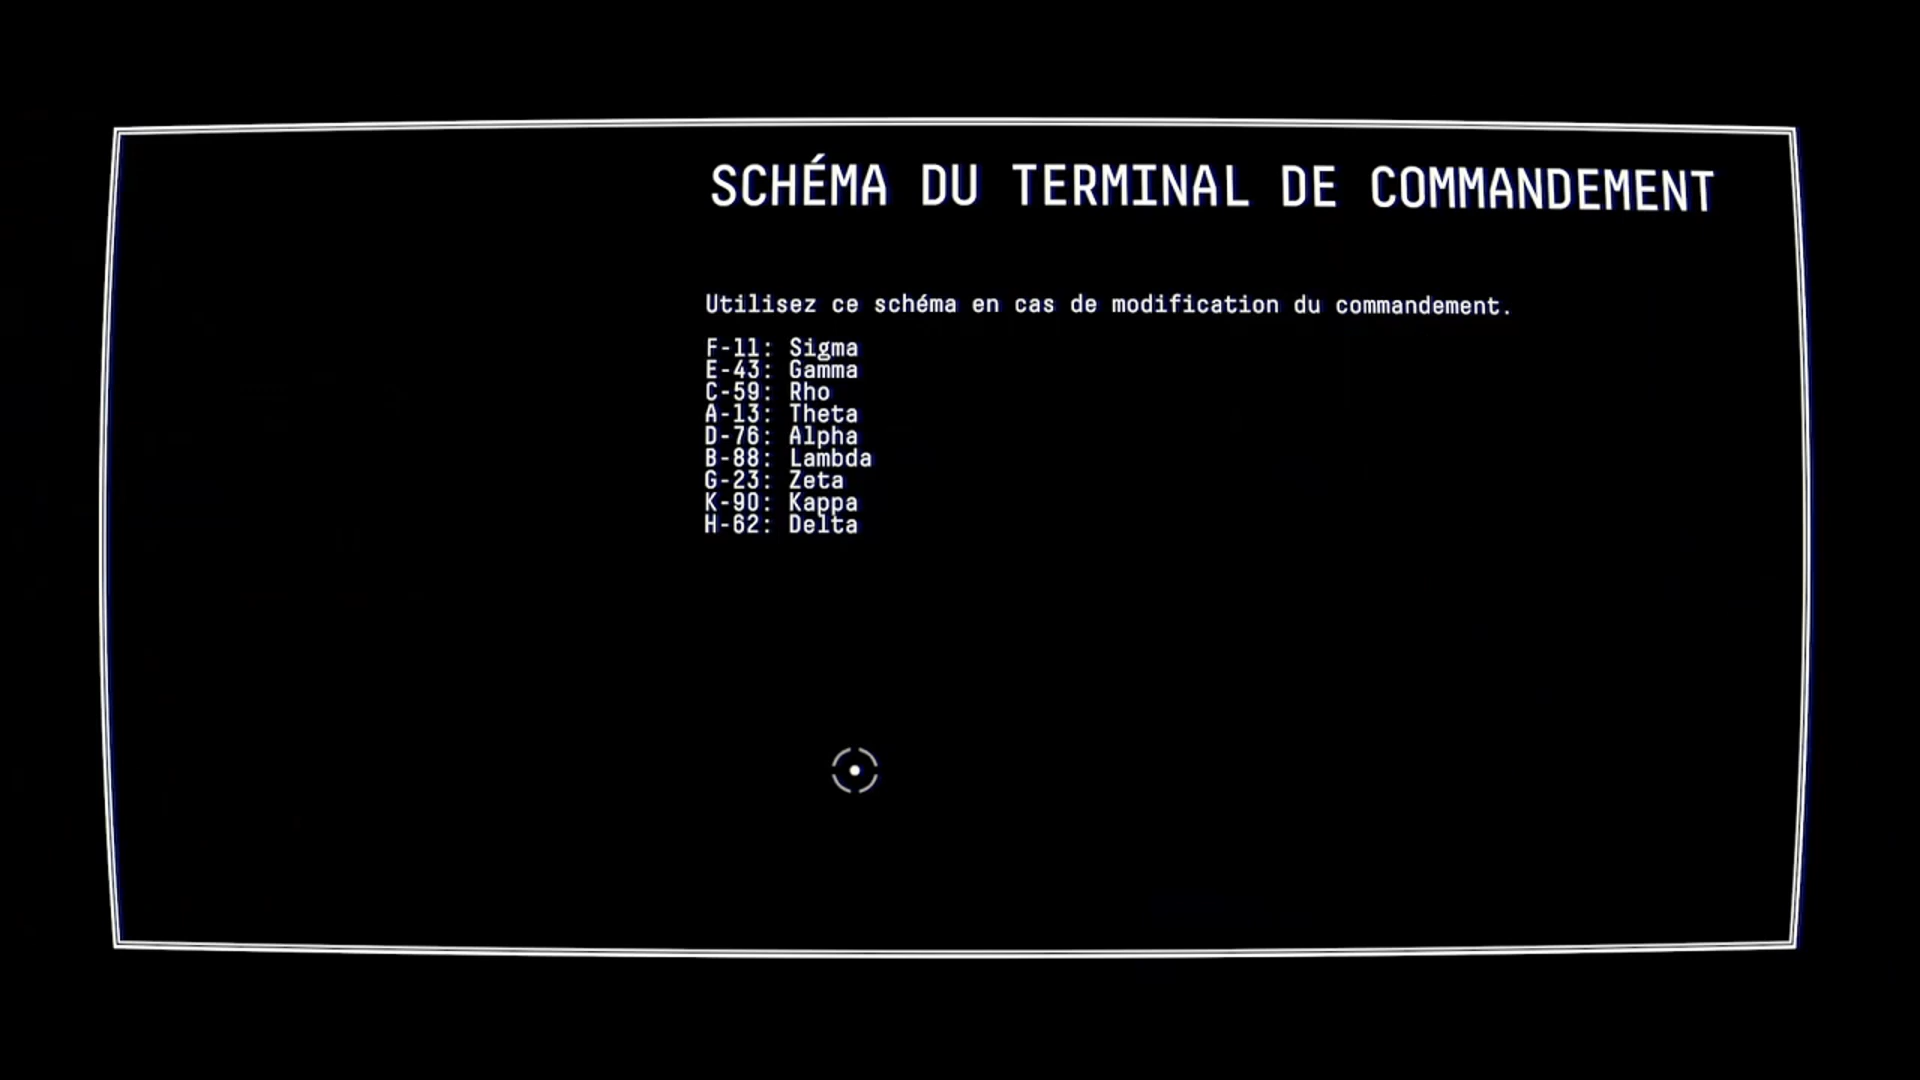 SCHÉMA DU TERMINAL DE COMMANDEMENT
Utilisez ce schéma en cas de modification du commandement.
F-11: Sigma
E-43: Gamma
C-59: Rho
A-13: Theta
D-76: Alpha
B-88: Lambda
G-23: Zeta
K-90: Kappa
H-62: Delta